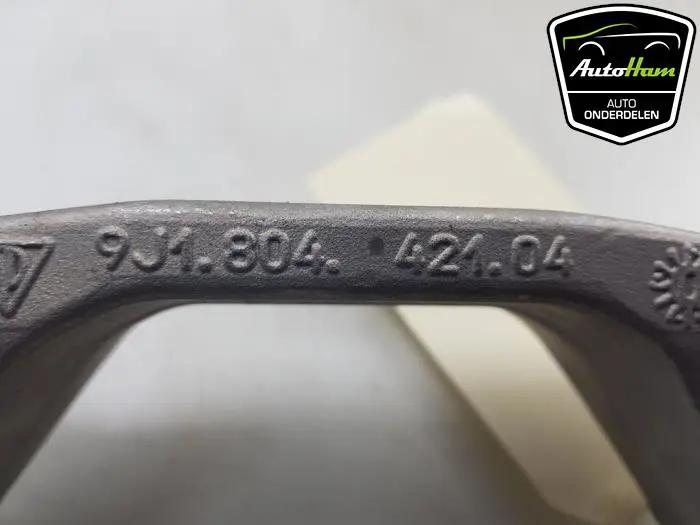 AutoHam
AUTO
ONDERDELEN
9J1.804. 421.04